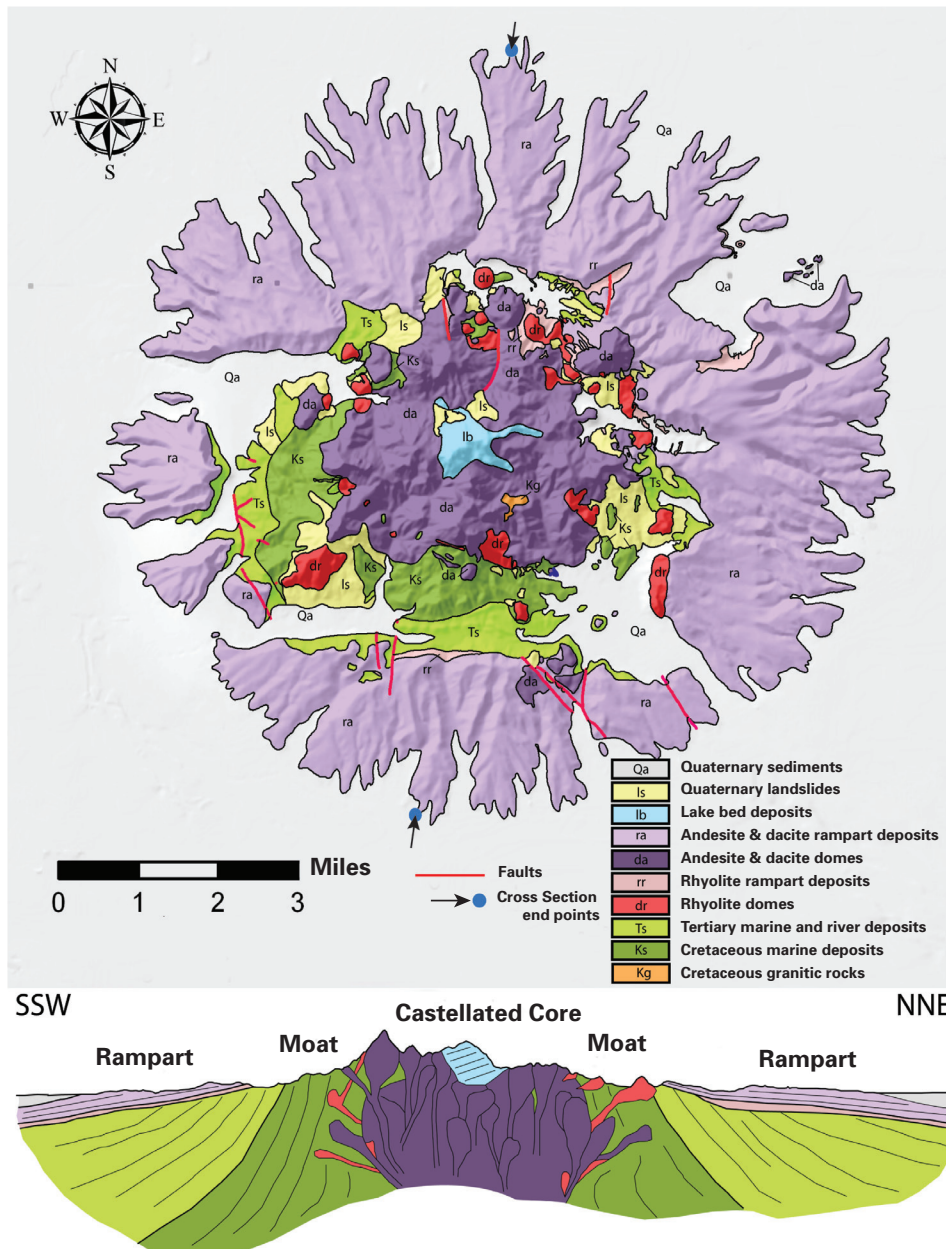 N
W E
S
Qa
ra
rr
dr
da
Qa
ra
Ts
ls
da
rr
dr
rr
Ks
da
da
rr
Qa
da
ls
da
ls
ls
lb
ra
Ks
Kg
Ts
ls
Ts
da
Ks
dr
dr
ls
Ks
Ks
da
dr
ra
ra
Qa
Qa
Ts
rr
da
ra
ra
Qa Quaternary sediments
ls Quaternary landslides
lb Lake bed deposits
ra Andesite & dacite rampart deposits
da Andesite & dacite domes
rr Rhyolite rampart deposits
dr Rhyolite domes
Ts Tertiary marine and river deposits
Ks Cretaceous marine deposits
Kg Cretaceous granitic rocks
Miles
0 1 2 3
Faults
Cross Section
end points
SSW NNE
Castellated Core
Rampart Moat Moat Rampart